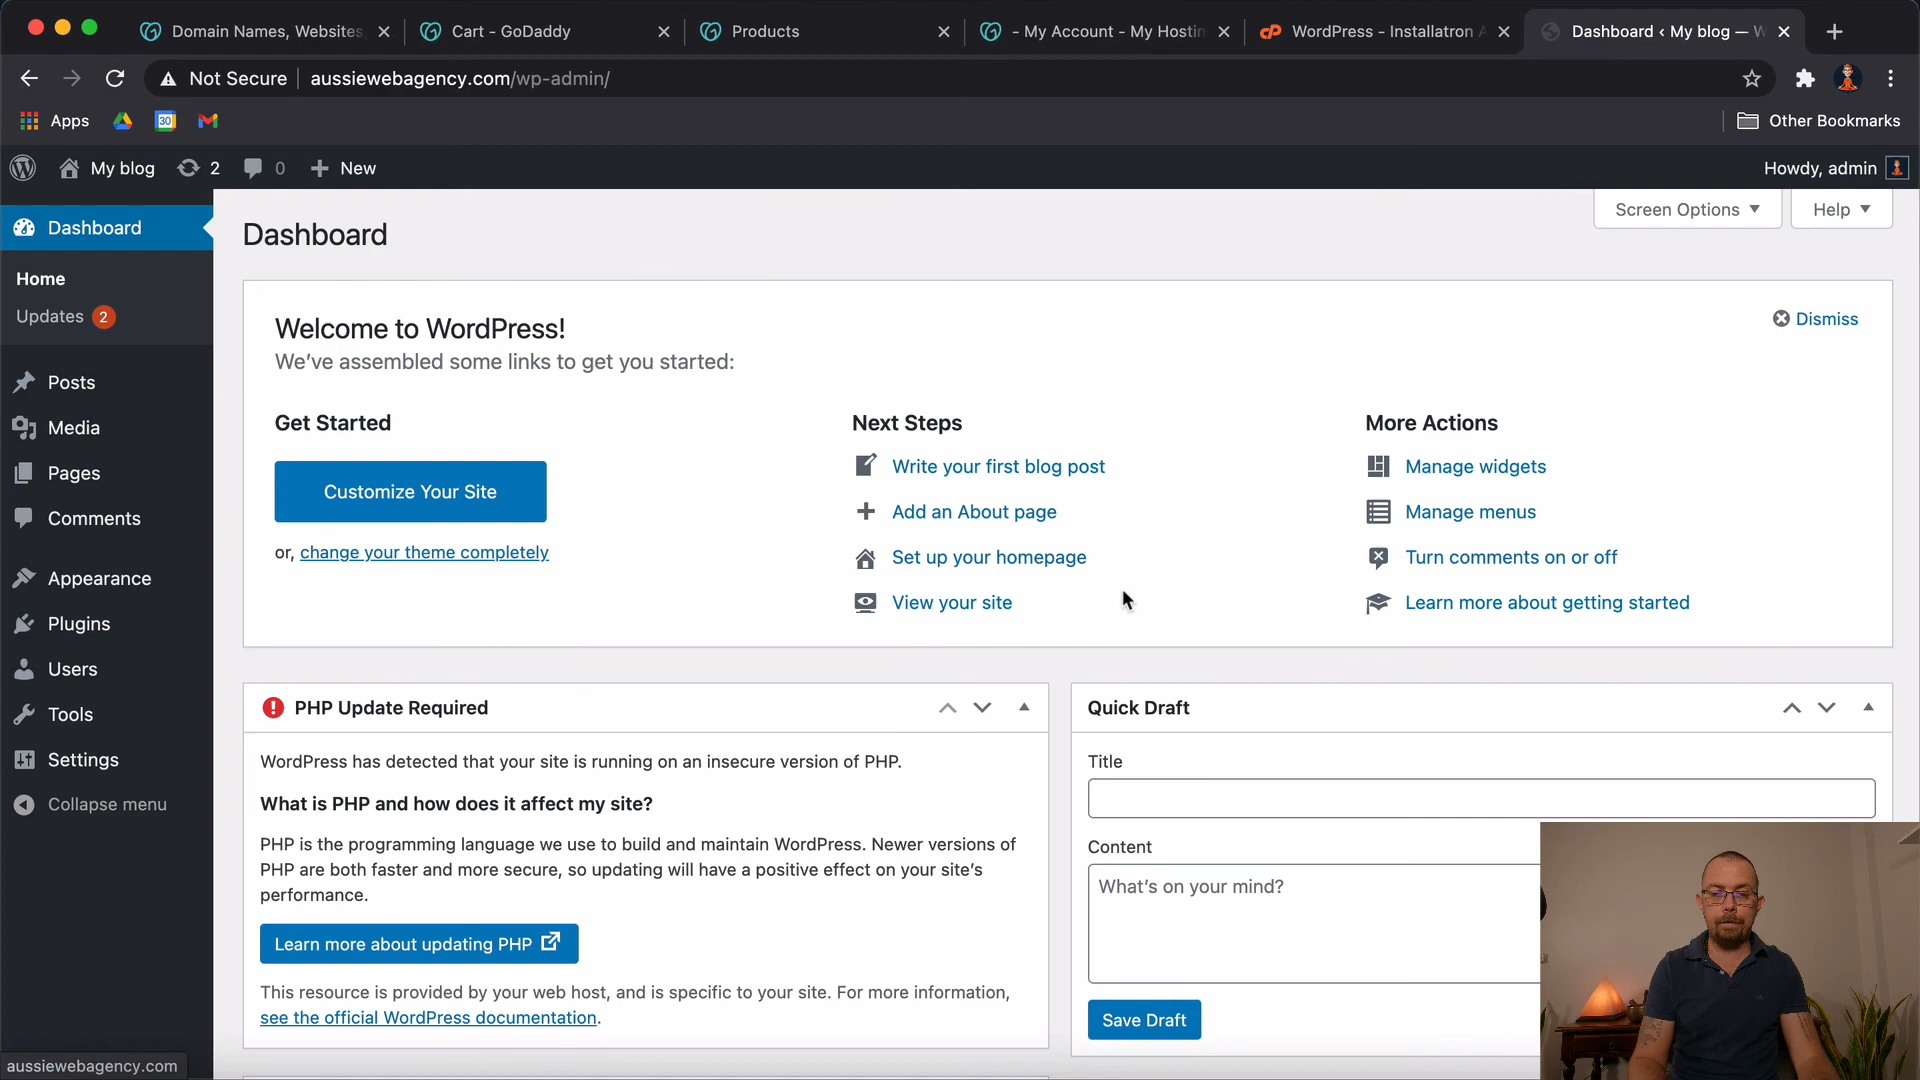 Domain Names, Websites,
Cart - GoDaddy
Products
- My Account - My Hostin
cP WordPress - Installatron A
Dashboard ‹ My blog — W
Not Secure aussiewebagency.com/wp-admin/
Apps
30
Other Bookmarks
My blog
2
0
New
Howdy, admin
Dashboard
Home
Updates 2
Posts
Media
Pages
Comments
Appearance
Plugins
Users
Tools
Settings
Collapse menu
Dashboard
Screen Options
Help
Welcome to WordPress!
We’ve assembled some links to get you started:
Dismiss
Get Started
Customize Your Site
or, change your theme completely
Next Steps
Write your first blog post
Add an About page
Set up your homepage
View your site
More Actions
Manage widgets
Manage menus
Turn comments on or off
Learn more about getting started
PHP Update Required
WordPress has detected that your site is running on an insecure version of PHP.
What is PHP and how does it affect my site?
PHP is the programming language we use to build and maintain WordPress. Newer versions of
PHP are both faster and more secure, so updating will have a positive effect on your site’s
performance.
Learn more about updating PHP
This resource is provided by your web host, and is specific to your site. For more information,
see the official WordPress documentation.
Quick Draft
Title
Content
What’s on your mind?
Save Draft
aussiewebagency.com